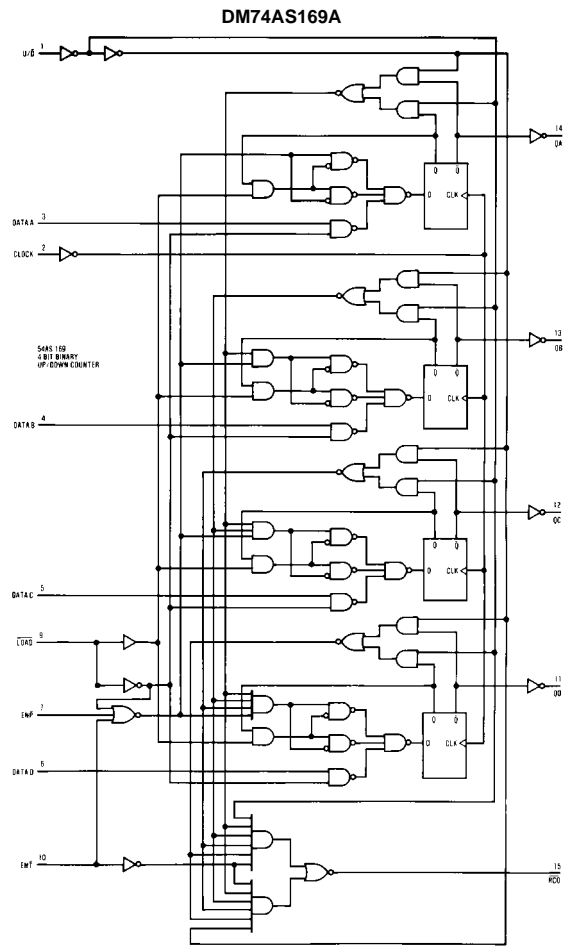 DM74AS169A
1
U/D̅
14
QA
Q̅ Q
D CLK
3
DATA A
2
CLOCK
13
QB
54AS 169
4 BIT BINARY
UP/DOWN COUNTER
Q̅ Q
D CLK
4
DATA B
12
QC
Q̅ Q
D CLK
5
DATA C
9
L̅O̅A̅D̅
11
QD
7
ENP
Q̅ Q
D CLK
6
DATA D
10
ENT
15
R̅C̅O̅